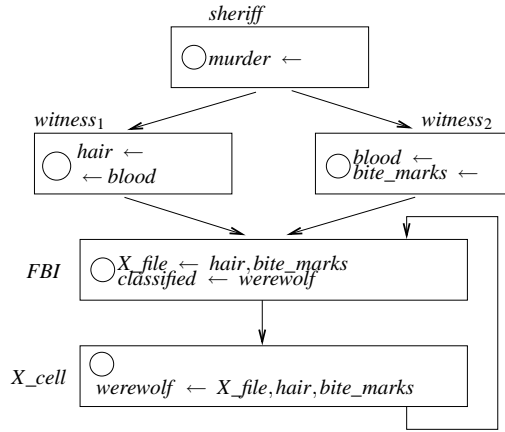 sheriff
murder ←
witness₁
witness₂
hair ←
← blood
blood ←
bite_marks ←
FBI
X_file ← hair, bite_marks
classified ← werewolf
X_cell
werewolf ← X_file, hair, bite_marks